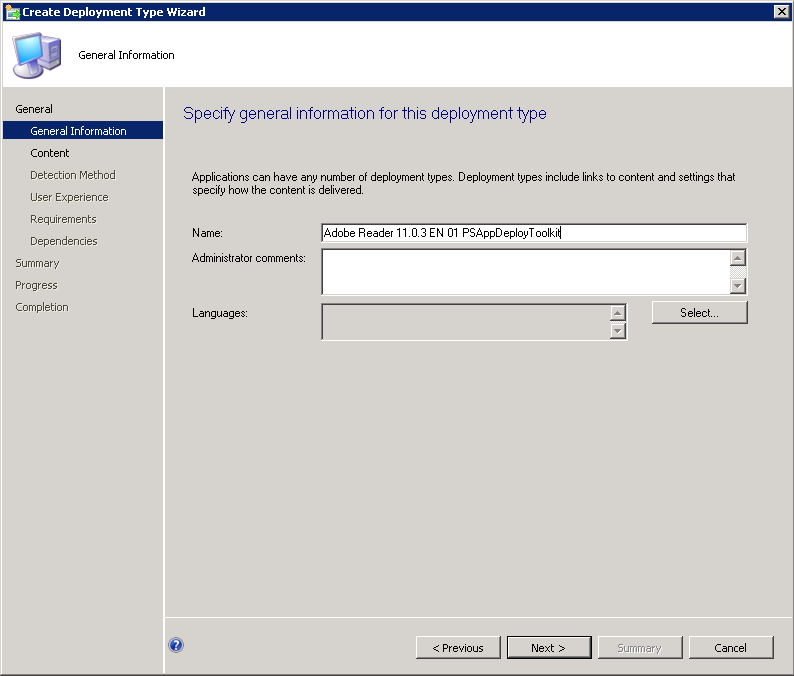 Create Deployment Type Wizard
General Information
General
General Information
Content
Detection Method
User Experience
Requirements
Dependencies
Summary
Progress
Completion
Specify general information for this deployment type
Applications can have any number of deployment types. Deployment types include links to content and settings that
specify how the content is delivered.
Name:
Adobe Reader 11.0.3 EN 01 PSAppDeployToolkit
Administrator comments:
Languages:
Select...
?
< Previous
Next >
Summary
Cancel